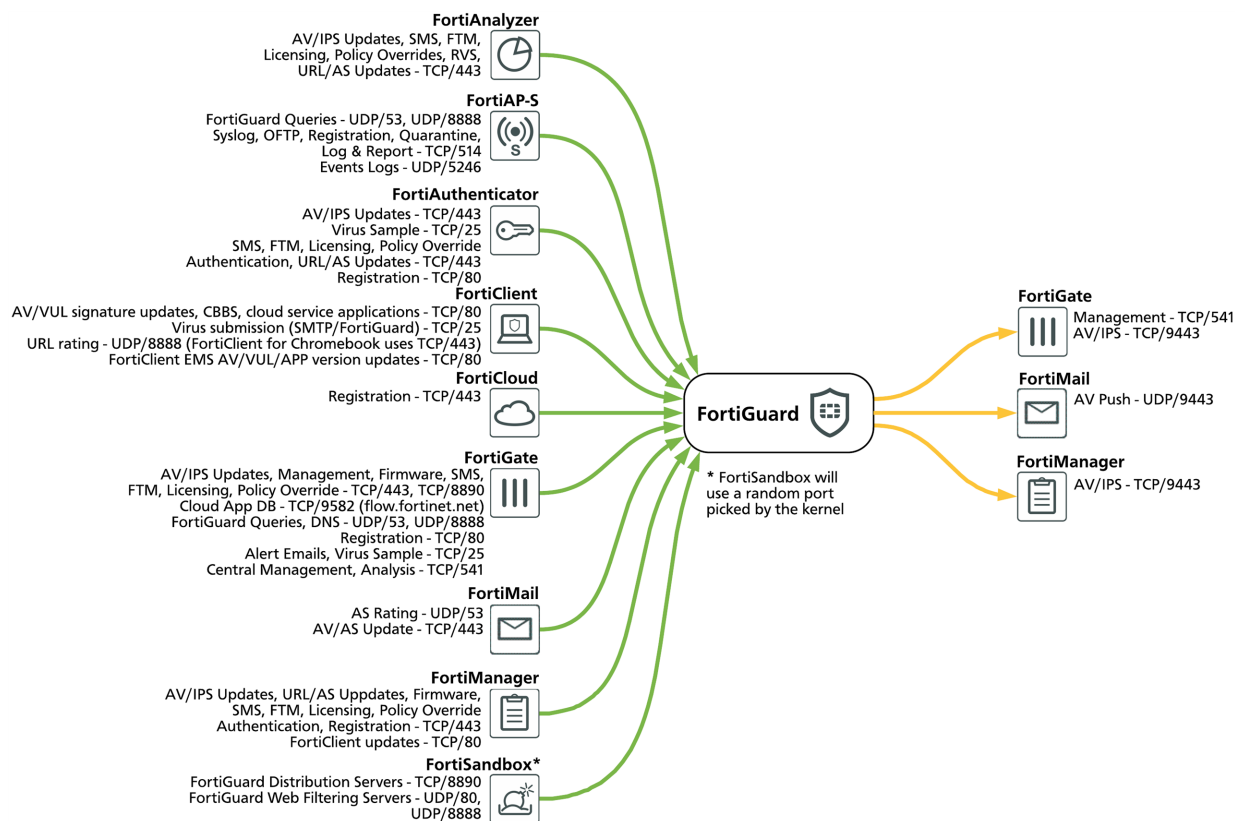 FortiAnalyzer
AV/IPS Updates, SMS, FTM,
Licensing, Policy Overrides, RVS,
URL/AS Updates - TCP/443
FortiAP-S
FortiGuard Queries - UDP/53, UDP/8888
Syslog, OFTP, Registration, Quarantine,
Log & Report - TCP/514
Events Logs - UDP/5246
S
FortiAuthenticator
AV/IPS Updates - TCP/443
Virus Sample - TCP/25
SMS, FTM, Licensing, Policy Override
Authentication, URL/AS Updates - TCP/443
Registration - TCP/80
FortiClient
AV/VUL signature updates, CBBS, cloud service applications - TCP/80
Virus submission (SMTP/FortiGuard) - TCP/25
URL rating - UDP/8888 (FortiClient for Chromebook uses TCP/443)
FortiClient EMS AV/VUL/APP version updates - TCP/80
FortiCloud
Registration - TCP/443
FortiGate
AV/IPS Updates, Management, Firmware, SMS,
FTM, Licensing, Policy Override - TCP/443, TCP/8890
Cloud App DB - TCP/9582 (flow.fortinet.net)
FortiGuard Queries, DNS - UDP/53, UDP/8888
Registration - TCP/80
Alert Emails, Virus Sample - TCP/25
Central Management, Analysis - TCP/541
FortiMail
AS Rating - UDP/53
AV/AS Update - TCP/443
FortiManager
AV/IPS Updates, URL/AS Uppdates, Firmware,
SMS, FTM, Licensing, Policy Override
Authentication, Registration - TCP/443
FortiClient updates - TCP/80
FortiSandbox*
FortiGuard Distribution Servers - TCP/8890
FortiGuard Web Filtering Servers - UDP/80,
UDP/8888
FortiGuard
* FortiSandbox will
use a random port
picked by the kernel
FortiGate
Management - TCP/541
AV/IPS - TCP/9443
FortiMail
AV Push - UDP/9443
FortiManager
AV/IPS - TCP/9443